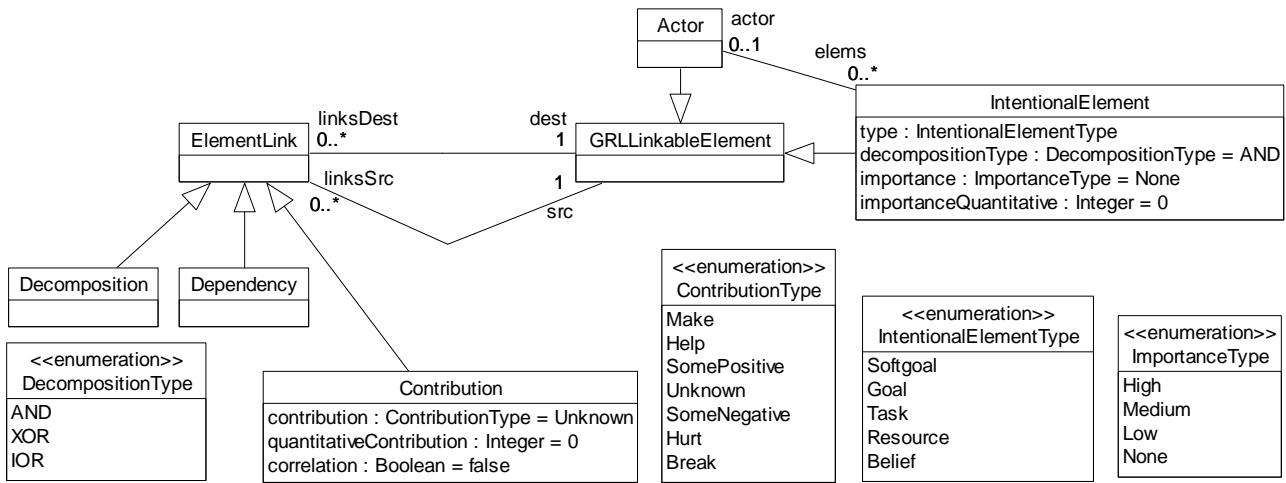 Actor
actor
0..1
elems
0..*
IntentionalElement
type : IntentionalElementType
decompositionType : DecompositionType = AND
importance : ImportanceType = None
importanceQuantitative : Integer = 0
linksDest
0..*
dest
1
ElementLink
GRLLinkableElement
linksSrc
0..*
1
src
Decomposition
Dependency
<<enumeration>>
DecompositionType
AND
XOR
IOR
Contribution
contribution : ContributionType = Unknown
quantitativeContribution : Integer = 0
correlation : Boolean = false
<<enumeration>>
ContributionType
Make
Help
SomePositive
Unknown
SomeNegative
Hurt
Break
<<enumeration>>
IntentionalElementType
Softgoal
Goal
Task
Resource
Belief
<<enumeration>>
ImportanceType
High
Medium
Low
None